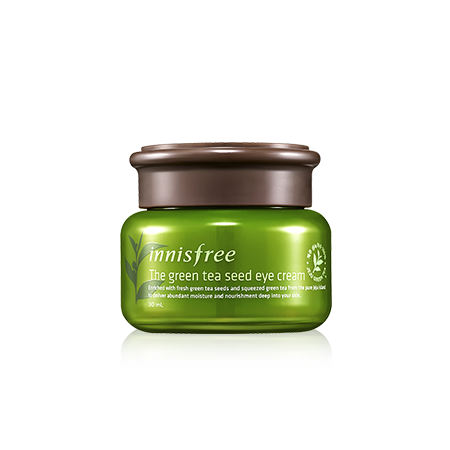 innisfree
The green tea seed eye cream
Enriched with fresh green tea seeds and squeezed green tea from the pure jeju island
to deliver abundant moisture and nourishment deep into your skin.
30 mL